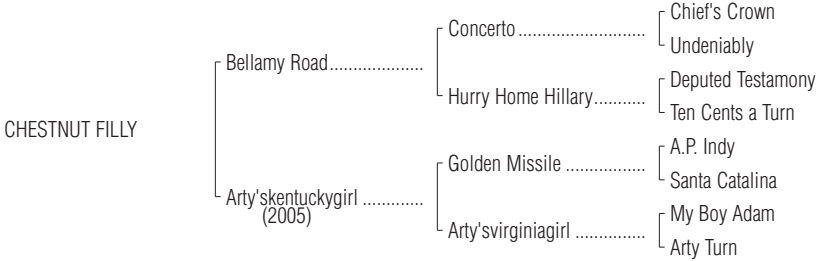 Chief's Crown
Concerto ...........................
Undeniably
Bellamy Road....................
Deputed Testamony
Hurry Home Hillary...........
Ten Cents a Turn
CHESTNUT FILLY
A.P. Indy
Golden Missile .................
Santa Catalina
Arty'skentuckygirl .............
(2005)
My Boy Adam
Arty'svirginiagirl ...............
Arty Turn